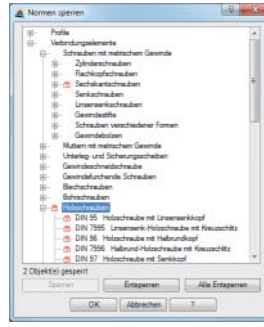 Normen sperren
Profile
Verbindungselemente
Schrauben mit metrischem Gewinde
Zylinderschrauben
Flachkopfschrauben
Sechskantschrauben
Senkschrauben
Linsensenkschrauben
Gewindestifte
Schrauben verschiedener Formen
Gewindebolzen
Muttern mit metrischem Gewinde
Unterleg- und Sicherungsscheiben
Gewindeschneidschraube
Gewindefurchende Schrauben
Blechschrauben
Bohrschrauben
Holzschrauben
DIN 95 Holzschraube mit Linsensenkkopf
DIN 7995 Linsensenk-Holzschraube mit Kreuzschlitz
DIN 96 Holzschraube mit Halbrundkopf
DIN 7996 Halbrund-Holzschraube mit Kreuzschlitz
DIN 97 Holzschraube mit Senkkopf
2 Objekt(e) gesperrt
Sperren Entsperren Alle Entsperren
OK Abbrechen ?